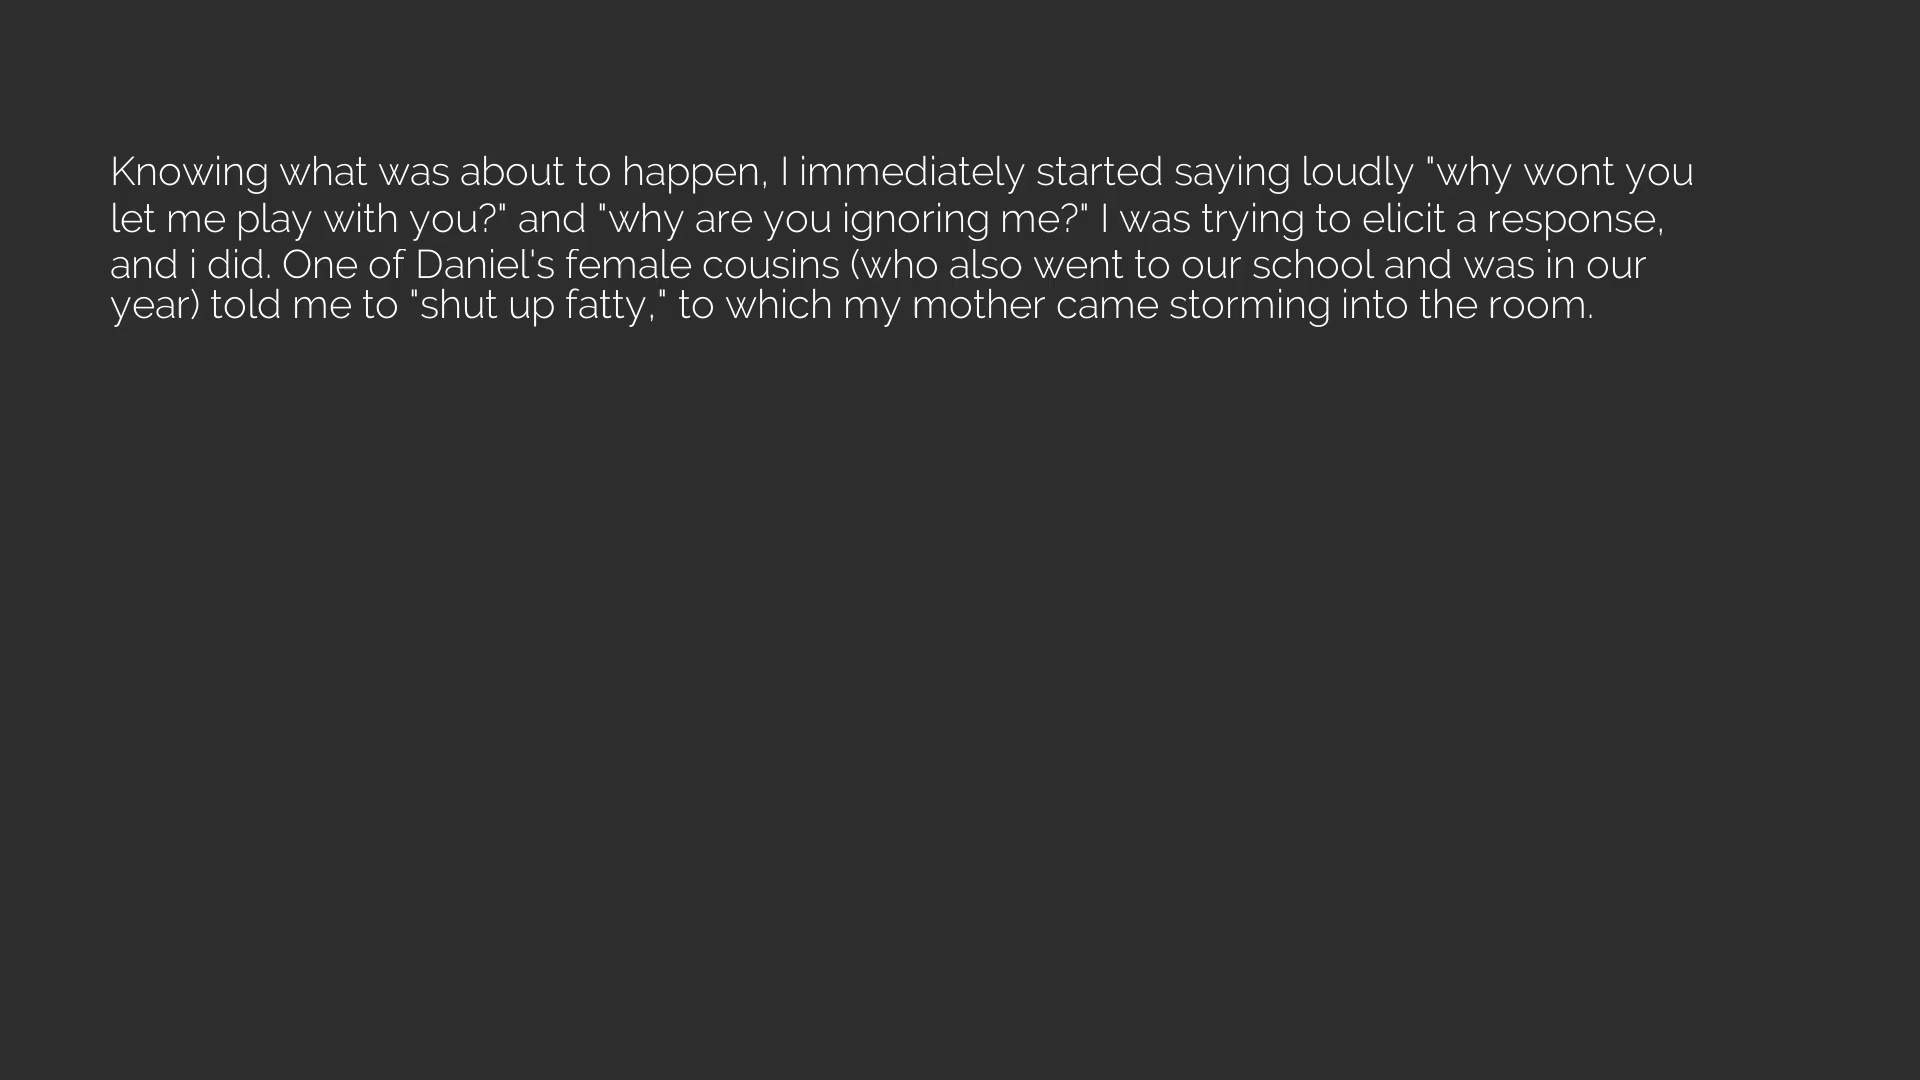 Knowing what was about to happen, I immediately started saying loudly "why wont you
let me play with you?" and "why are you ignoring me?" I was trying to elicit a response,
and i did. One of Daniel's female cousins (who also went to our school and was in our
year) told me to "shut up fatty," to which my mother came storming into the room.